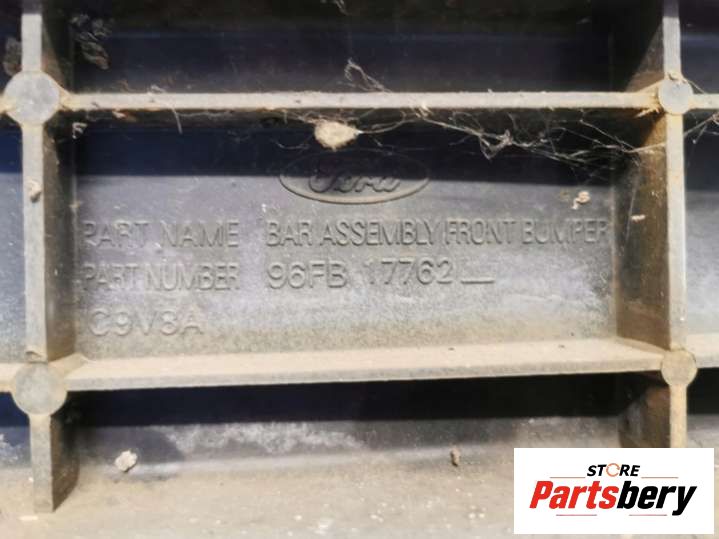 Ford
PART NAME BAR ASSEMBLY FRONT BUMPER
PART NUMBER 96FB 17762
C9V8A
STORE
Partsbery